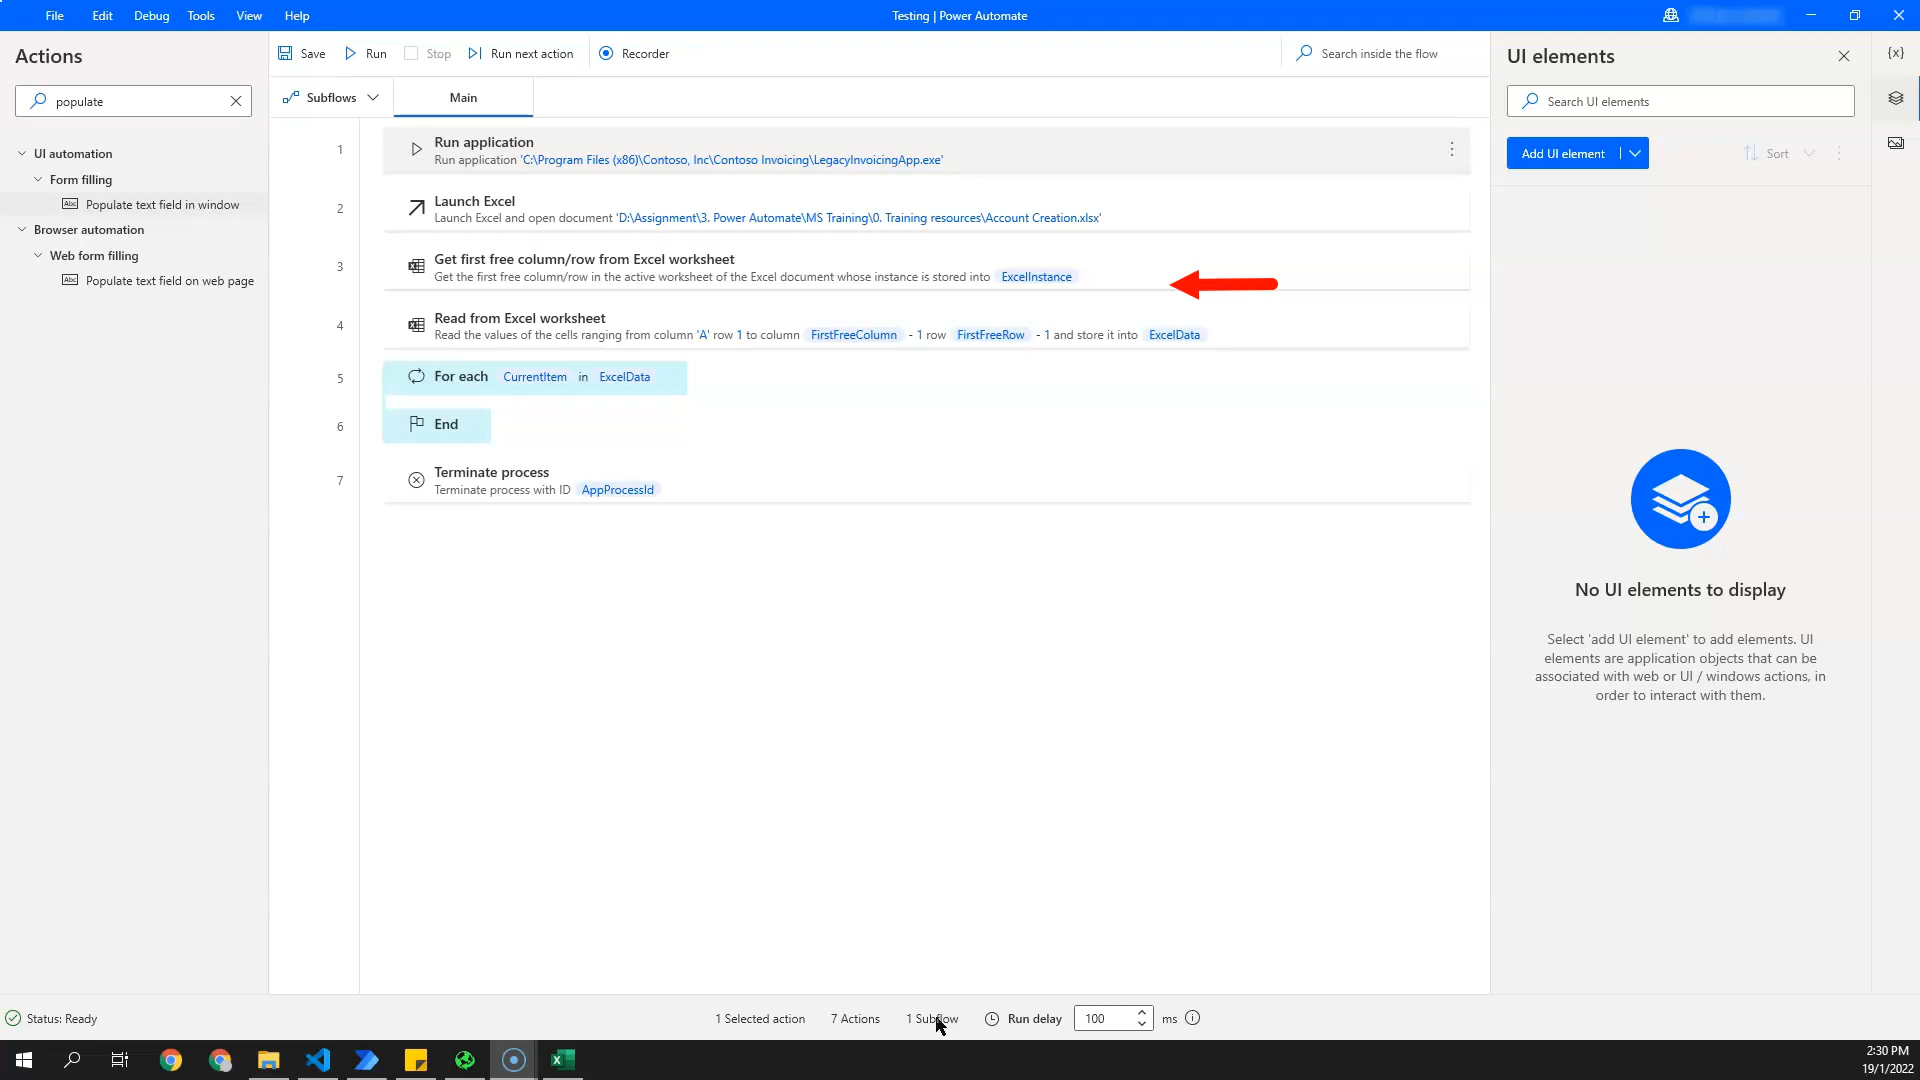 File Edit Debug Tools View Help
Testing | Power Automate
Actions
populate
UI automation
Form filling
Populate text field in window
Browser automation
Web form filling
Populate text field on web page
Save Run Stop Run next action Recorder
Search inside the flow
Subflows Main
1
Run application
Run application 'C:\Program Files (x86)\Contoso, Inc\Contoso Invoicing\LegacyInvoicingApp.exe'
2
Launch Excel
Launch Excel and open document 'D:\Assignment\3. Power Automate\MS Training\0. Training resources\Account Creation.xlsx'
3
Get first free column/row from Excel worksheet
Get the first free column/row in the active worksheet of the Excel document whose instance is stored into ExcelInstance
4
Read from Excel worksheet
Read the values of the cells ranging from column 'A' row 1 to column FirstFreeColumn - 1 row FirstFreeRow - 1 and store it into ExcelData
5
For each CurrentItem in ExcelData
6
End
7
Terminate process
Terminate process with ID AppProcessId
UI elements
{x}
Search UI elements
Add UI element
Sort
No UI elements to display
Select 'add UI element' to add elements. UI
elements are application objects that can be
associated with web or UI / windows actions, in
order to interact with them.
Status: Ready
1 Selected action 7 Actions 1 Subflow Run delay 100 ms
2:30 PM
19/1/2022